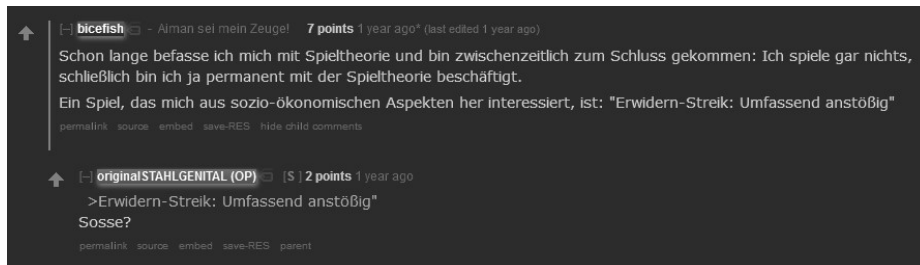 [–] bicefish - Aiman sei mein Zeuge! 7 points 1 year ago* (last edited 1 year ago)
Schon lange befasse ich mich mit Spieltheorie und bin zwischenzeitlich zum Schluss gekommen: Ich spiele gar nichts,
schließlich bin ich ja permanent mit der Spieltheorie beschäftigt.
Ein Spiel, das mich aus sozio-ökonomischen Aspekten her interessiert, ist: "Erwidern-Streik: Umfassend anstößig"
permalink source embed save-RES hide child comments
[–] originalSTAHLGENITAL (OP) [S] 2 points 1 year ago
>Erwidern-Streik: Umfassend anstößig"
Sosse?
permalink source embed save-RES parent